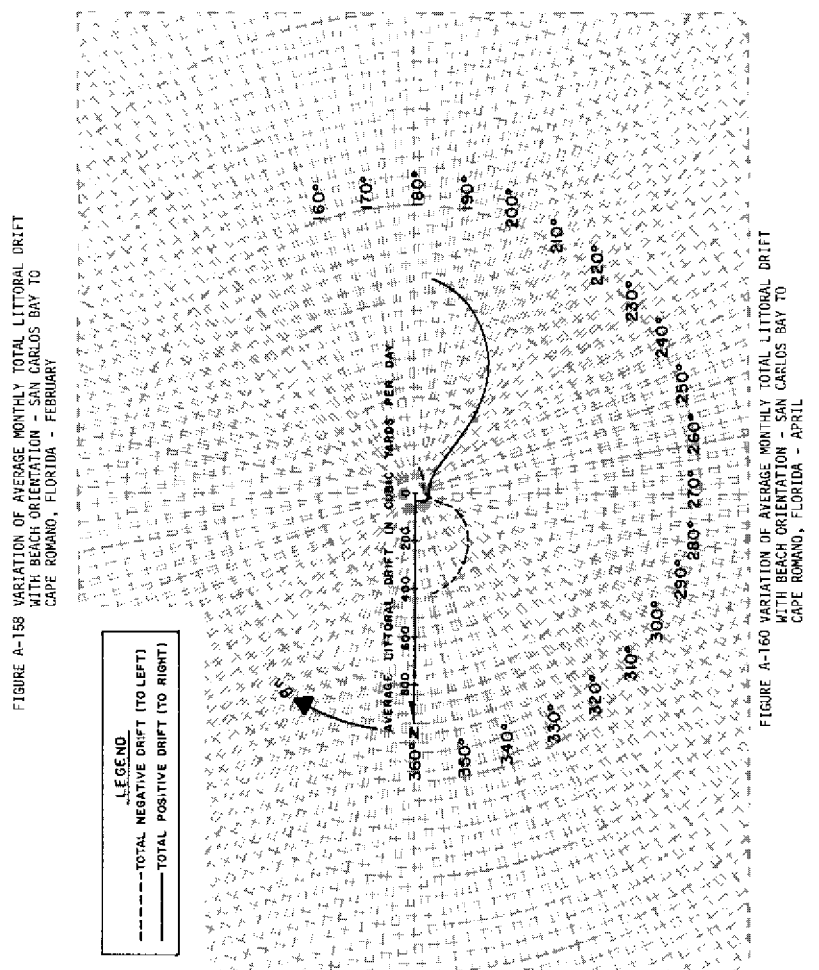 FIGURE A-158 VARIATION OF AVERAGE MONTHLY TOTAL LITTORAL DRIFT
WITH BEACH ORIENTATION - SAN CARLOS BAY TO
CAPE ROMANO, FLORIDA - FEBRUARY
LEGEND
TOTAL NEGATIVE DRIFT (TO LEFT)
TOTAL POSITIVE DRIFT (TO RIGHT)
AVERAGE LITTORAL DRIFT IN CUBIC YARDS PER DAY
800 600 400 200 0
360° N
350°
340°
330°
320°
310°
300°
290°
280°
270°
260°
250°
240°
230°
220°
210°
200°
190°
180°
170°
160°
FIGURE A-160 VARIATION OF AVERAGE MONTHLY TOTAL LITTORAL DRIFT
WITH BEACH ORIENTATION - SAN CARLOS BAY TO
CAPE ROMANO, FLORIDA - APRIL